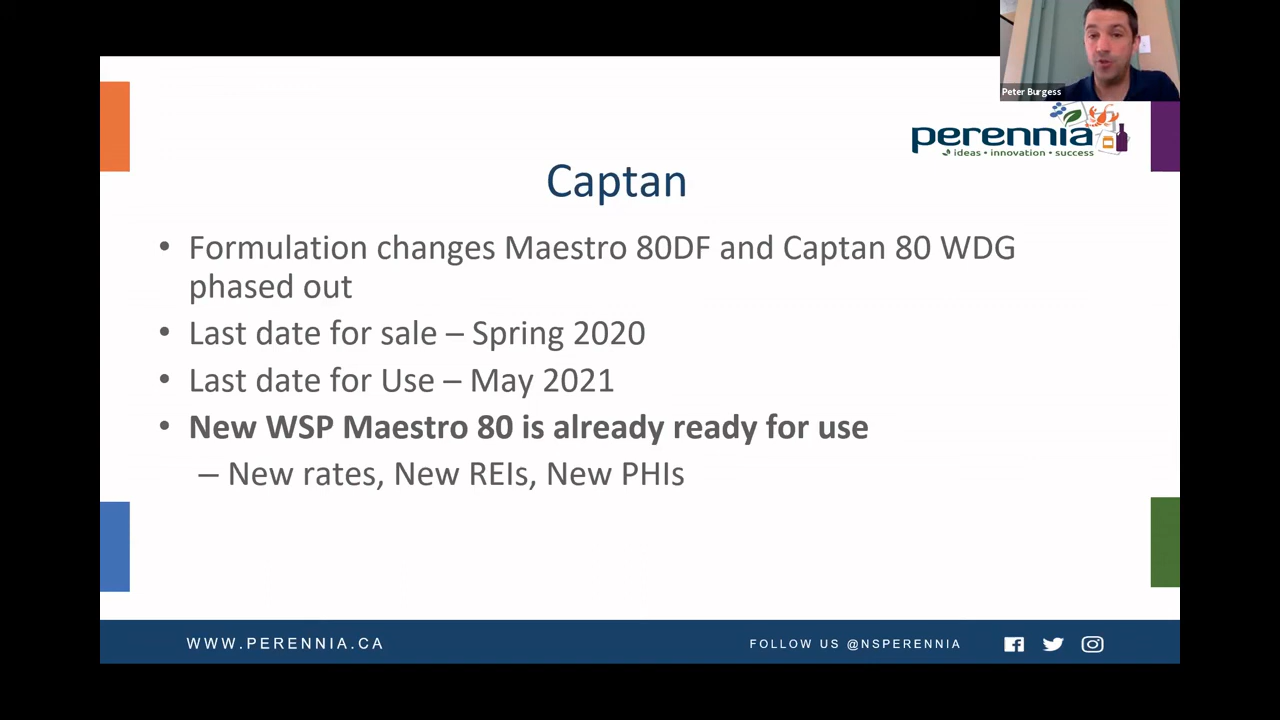 Peter Burgess
perennia
ideas • innovation • success
Captan
• Formulation changes Maestro 80DF and Captan 80 WDG
phased out
• Last date for sale – Spring 2020
• Last date for Use – May 2021
• New WSP Maestro 80 is already ready for use
– New rates, New REIs, New PHIs
WWW.PERENNIA.CA
FOLLOW US @NSPERENNIA